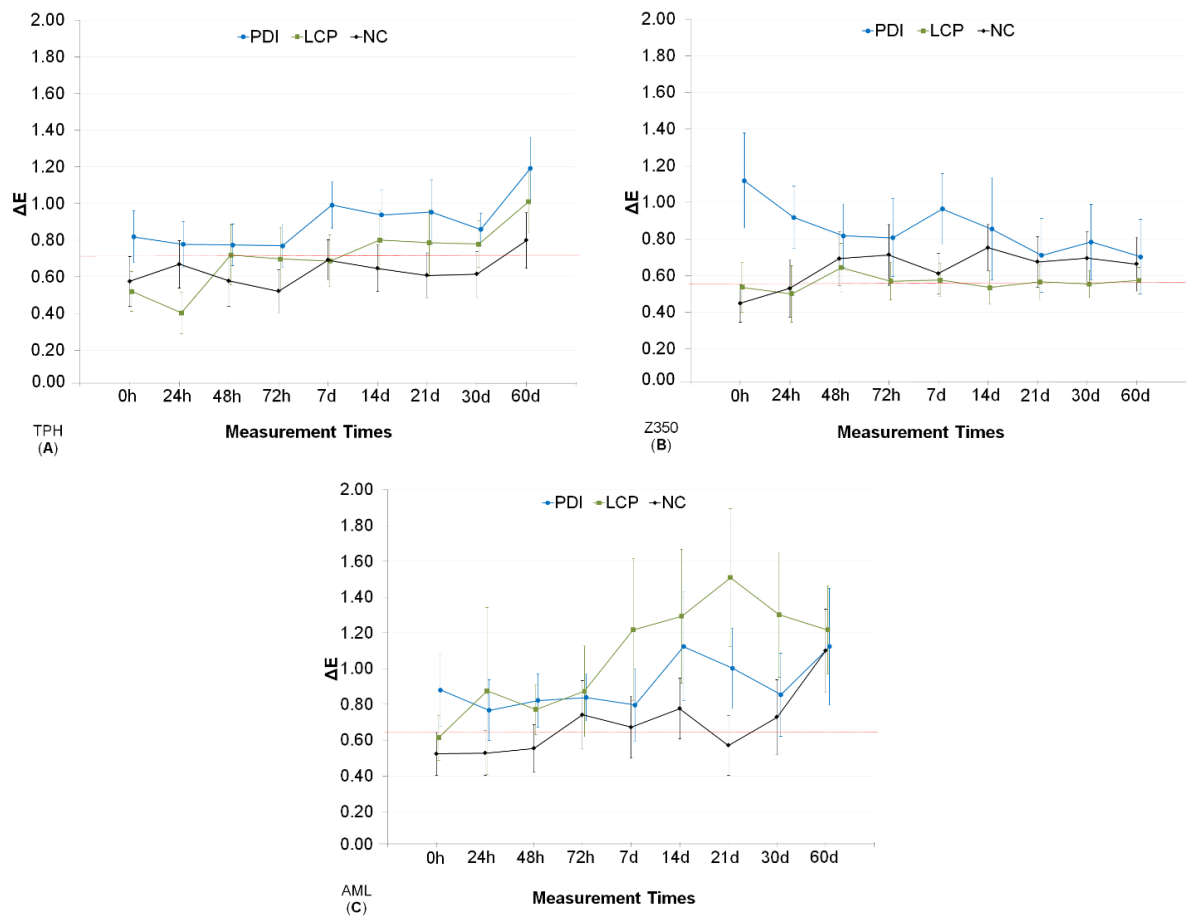 2.00
1.80
1.60
1.40
1.20
1.00
0.80
0.60
0.40
0.20
0.00
ΔE
PDI LCP NC
0h 24h 48h 72h 7d 14d 21d 30d 60d
Measurement Times
TPH
(A)
2.00
1.80
1.60
1.40
1.20
1.00
0.80
0.60
0.40
0.20
0.00
ΔE
PDI LCP NC
0h 24h 48h 72h 7d 14d 21d 30d 60d
Measurement Times
Z350
(B)
2.00
1.80
1.60
1.40
1.20
1.00
0.80
0.60
0.40
0.20
0.00
ΔE
PDI LCP NC
0h 24h 48h 72h 7d 14d 21d 30d 60d
Measurement Times
AML
(C)